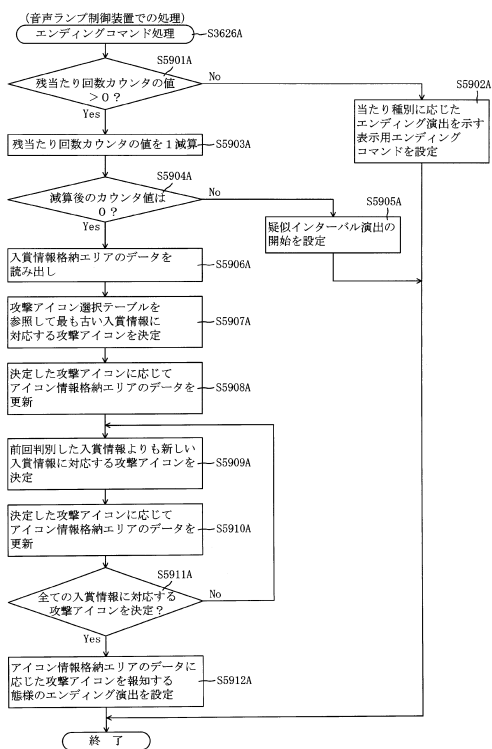 (音声ランプ制御装置での処理)
エンディングコマンド処理
S3626A
S5901A
残当たり回数カウンタの値
>0?
No
Yes
S5902A
当たり種別に応じた
エンディング演出を示す
表示用エンディング
コマンドを設定
残当たり回数カウンタの値を1減算
S5903A
S5904A
減算後のカウンタ値は
0?
No
Yes
S5905A
疑似インターバル演出の
開始を設定
入賞情報格納エリアのデータを
読み出し
S5906A
攻撃アイコン選択テーブルを
参照して最も古い入賞情報に
対応する攻撃アイコンを決定
S5907A
決定した攻撃アイコンに応じて
アイコン情報格納エリアのデータを
更新
S5908A
前回判別した入賞情報よりも新しい
入賞情報に対応する攻撃アイコンを
決定
S5909A
決定した攻撃アイコンに応じて
アイコン情報格納エリアのデータを
更新
S5910A
S5911A
全ての入賞情報に対応する
攻撃アイコンを決定?
No
Yes
アイコン情報格納エリアのデータに
応じた攻撃アイコンを報知する
態様のエンディング演出を設定
S5912A
終了